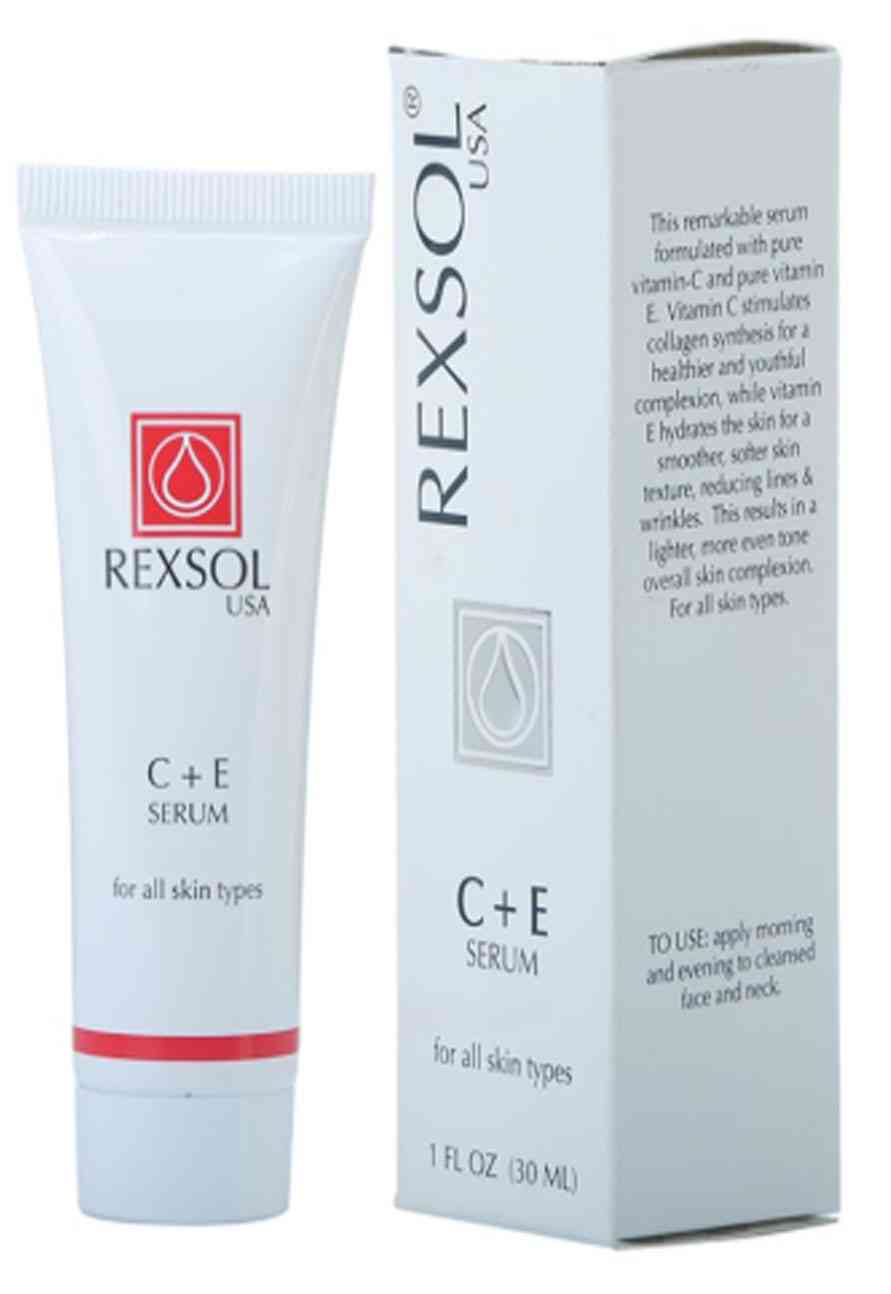 REXSOL
USA
C + E
SERUM
for all skin types
REXSOL®
USA
C + E
SERUM
for all skin types
1 FL OZ (30 ML)
This remarkable serum
formulated with pure
vitamin-C and pure vitamin
E. Vitamin C stimulates
collagen synthesis for a
healthier and youthful
complexion, while vitamin
E hydrates the skin for a
smoother, softer skin
texture, reducing lines &
wrinkles. This results in a
lighter, more even tone
overall skin complexion.
For all skin types.
TO USE: apply morning
and evening to cleansed
face and neck.